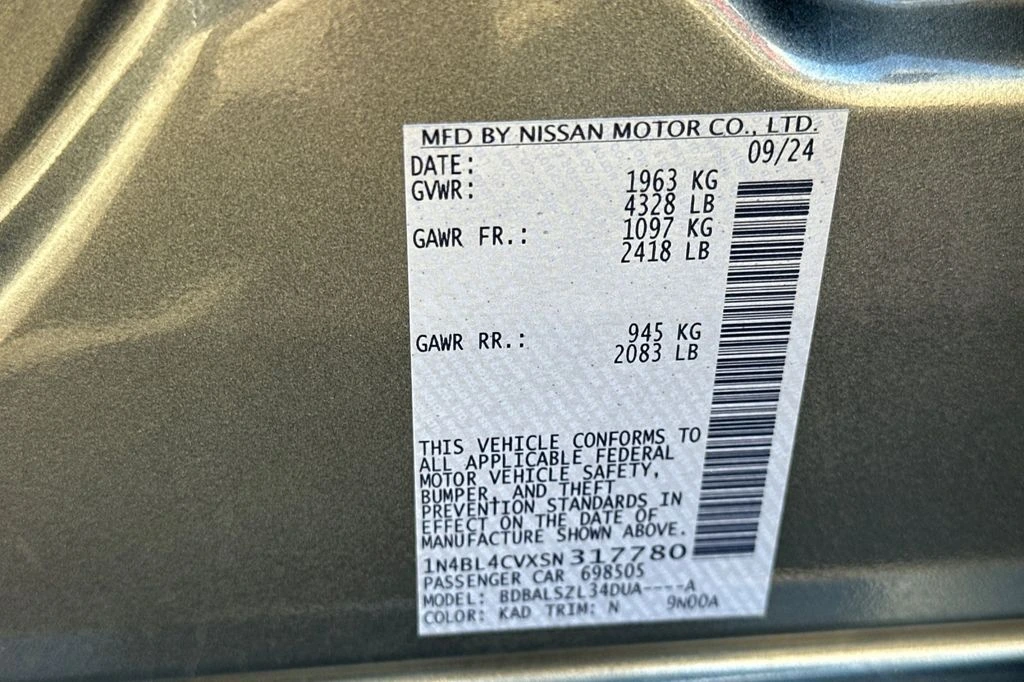 MFD BY NISSAN MOTOR CO., LTD.
DATE: 09/24
GVWR: 1963 KG
4328 LB
GAWR FR.: 1097 KG
2418 LB
GAWR RR.: 945 KG
2083 LB
THIS VEHICLE CONFORMS TO
ALL APPLICABLE FEDERAL
MOTOR VEHICLE SAFETY,
BUMPER, AND THEFT
PREVENTION STANDARDS IN
EFFECT ON THE DATE OF
MANUFACTURE SHOWN ABOVE.
1N4BL4CVXSN317780
PASSENGER CAR 698505
MODEL: BDBALSZL34DUA----A
COLOR: KAD TRIM: N 9N00A